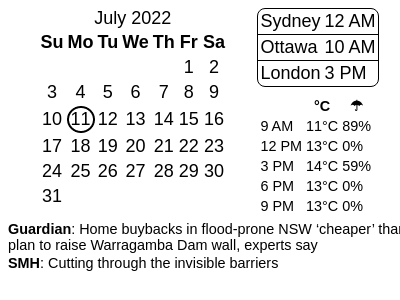 July 2022
Su Mo Tu We Th Fr Sa
1 2
3 4 5 6 7 8 9
10 11 12 13 14 15 16
17 18 19 20 21 22 23
24 25 26 27 28 29 30
31
Sydney 12 AM
Ottawa 10 AM
London 3 PM
°C ☂
9 AM 11°C 89%
12 PM 13°C 0%
3 PM 14°C 59%
6 PM 13°C 0%
9 PM 13°C 0%
Guardian: Home buybacks in flood-prone NSW ‘cheaper’
plan to raise Warragamba Dam wall, experts say
SMH: Cutting through the invisible barriers